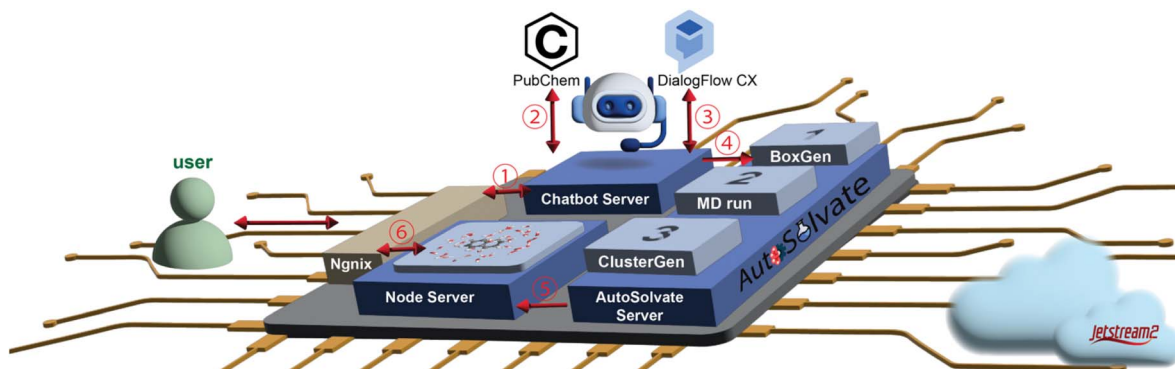 C
PubChem
DialogFlow CX
②
③
④
1
BoxGen
user
①
Chatbot Server
2
MD run
⑥
3
Ngnix
ClusterGen
AutoSolvate
Node Server
⑤
AutoSolvate
Server
Jetstream2